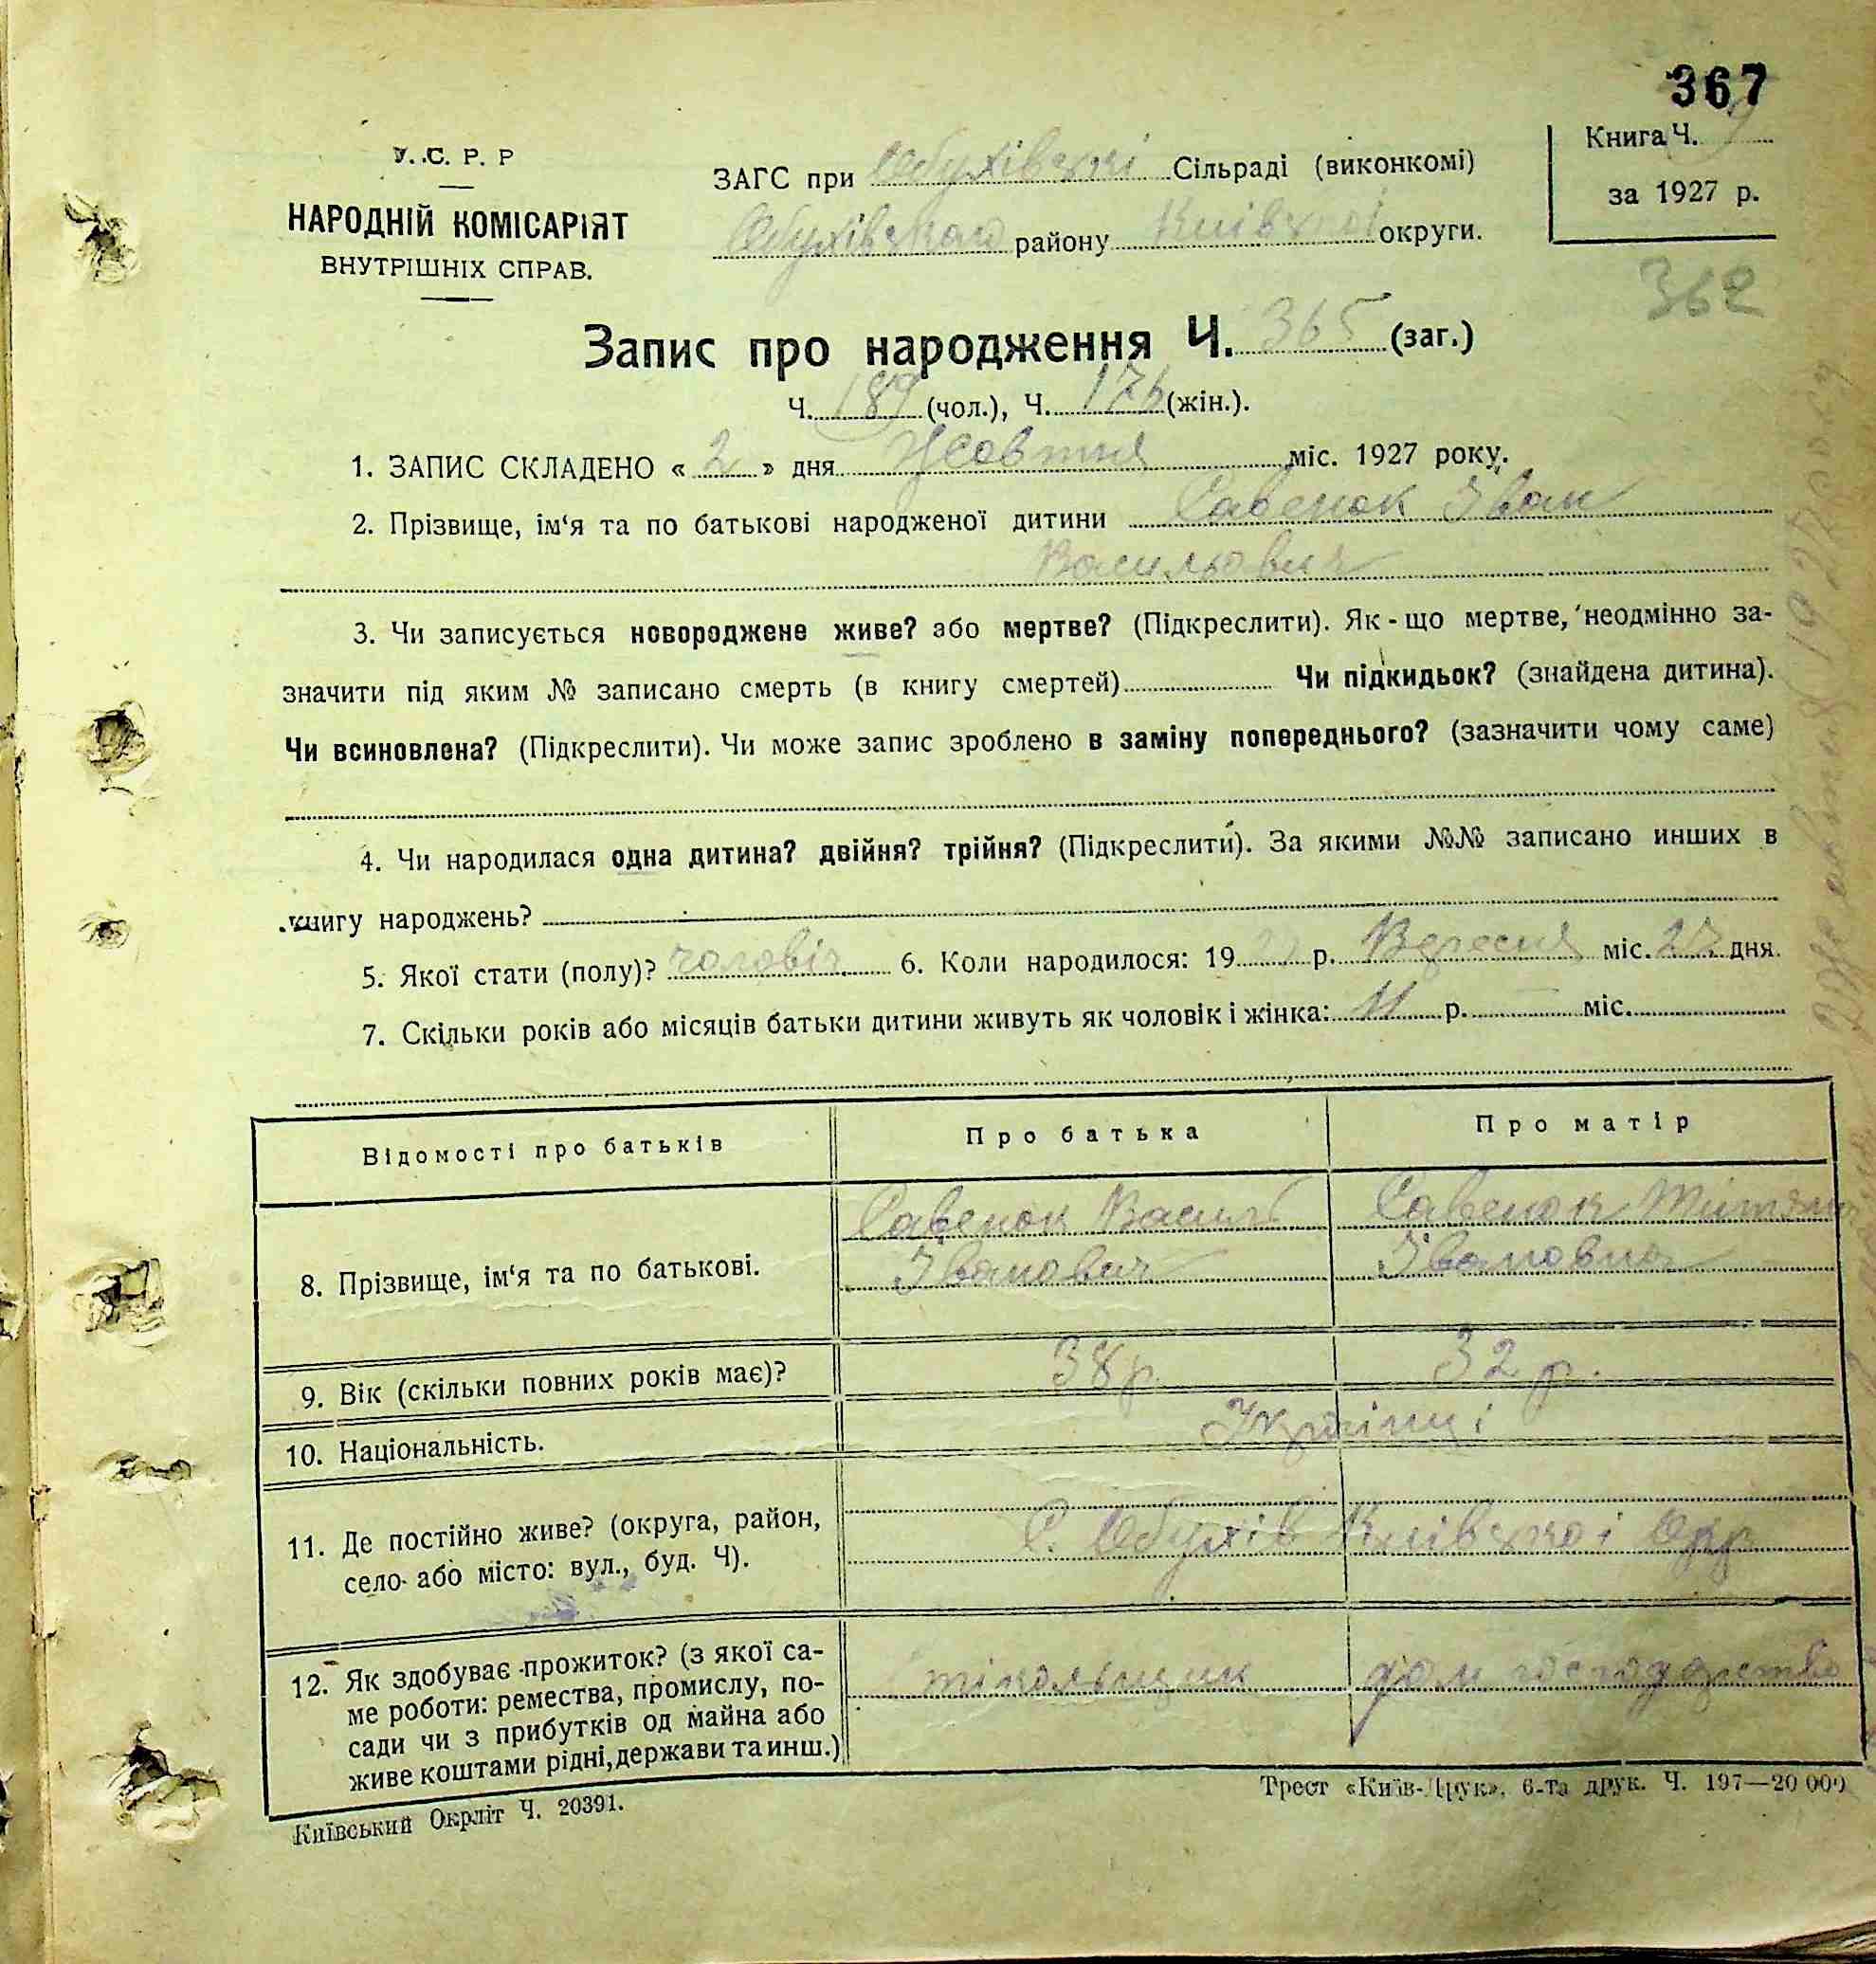 367
У. С. Р. Р
НАРОДНІЙ КОМІСАРІЯТ
ВНУТРІШНІХ СПРАВ.
ЗАГС при Обухівскі Сільраді (виконкомі)
Обухівского району Київскоі округи.
Книга Ч. 9
за 1927 р.
362
Запис про народження Ч. 365 (заг.)
Ч. 189 (чол.), Ч. 176 (жін.).
1. ЗАПИС СКЛАДЕНО « 2 » дня Жовтня міс. 1927 року.
2. Прізвище, ім‘я та по батькові народженої дитини Савенок Іван
Васильович
3. Чи записується новороджене живе? або мертве? (Підкреслити). Як-що мертве, неодмінно за-
значити під яким № записано смерть (в книгу смертей) Чи підкидьок? (знайдена дитина).
Чи всиновлена? (Підкреслити). Чи може запис зроблено в заміну попереднього? (зазначити чому саме)
4. Чи народилася одна дитина? двійня? трійня? (Підкреслити). За якими №№ записано инших в
книгу народжень?
5. Якої стати (полу)? чоловіч 6. Коли народилося: 19 27 р. Вересня міс. 27 дня.
7. Скільки років або місяців батьки дитини живуть як чоловік і жінка: 11 р. — міс.
Відомості про батьків Про батька Про матір
8. Прізвище, ім‘я та по батькові. Савенок Василь Савенок
Іванович Івановна
9. Вік (скільки повних років має)? 38 р. 32 р.
10. Національність. Українці
11. Де постійно живе? (округа, район,
село або місто: вул., буд. Ч).
С. Обухів Київскоі Окр
12. Як здобуває прожиток? (з якої са-
ме роботи: ремества, промислу, по-
сади чи з прибутків од майна або
живе коштами рідні, держави та инш.)
дом господарство
Київський Окрліт Ч. 20391.
Трест «Київ-Друк». 6-та друк. Ч. 197—20 000